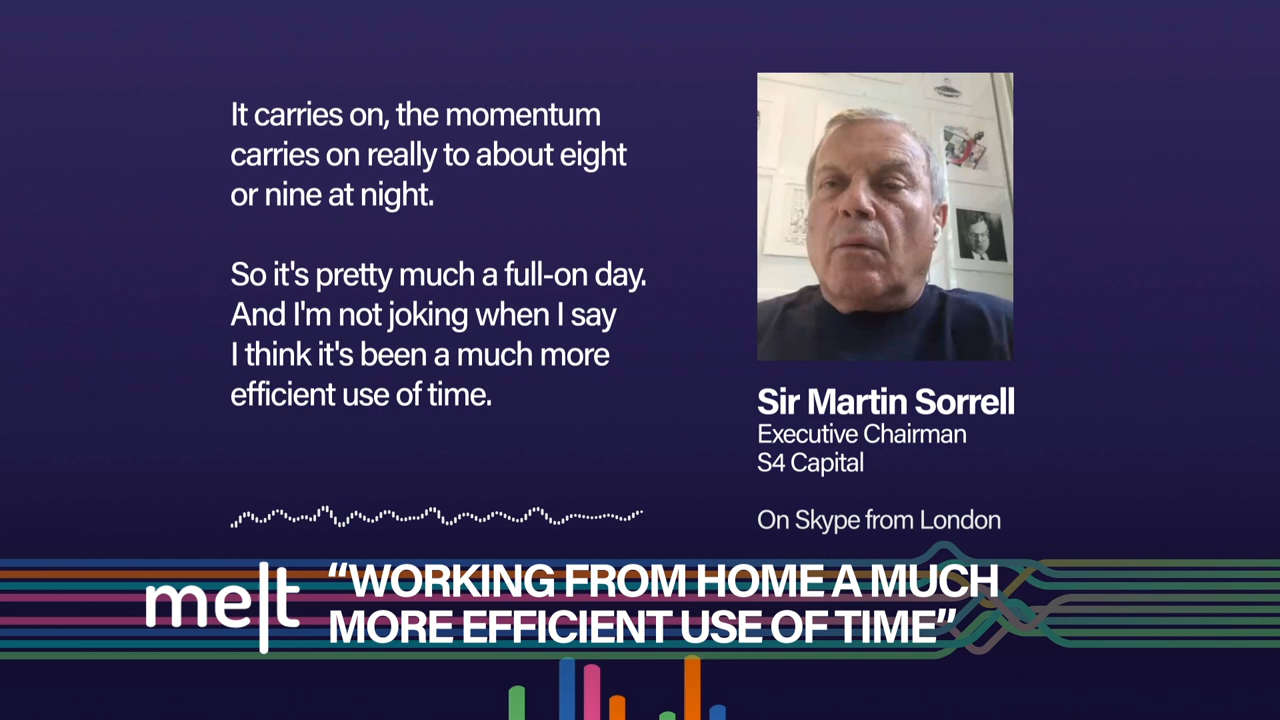 It carries on, the momentum
carries on really to about eight
or nine at night.
So it's pretty much a full-on day.
And I'm not joking when I say
I think it's been a much more
efficient use of time.
Sir Martin Sorrell
Executive Chairman
S4 Capital
On Skype from London
melt
“WORKING FROM HOME A MUCH
MORE EFFICIENT USE OF TIME”